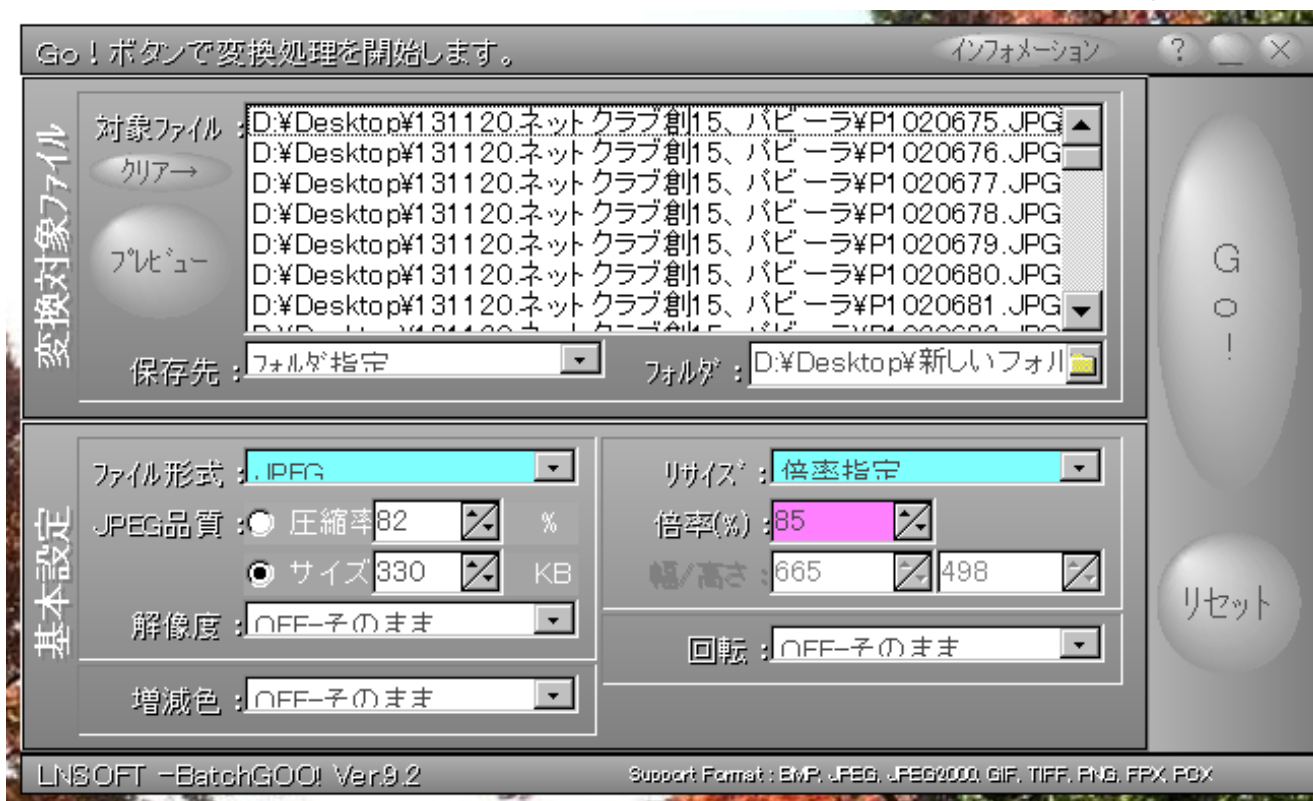 Go！ボタンで変換処理を開始します。 インフォメーション ? _ ×
変換対象ファイル
対象ファイル：
D:¥Desktop¥131120.ネットクラブ創15、パビーラ¥P1020675.JPG
クリア→
D:¥Desktop¥131120.ネットクラブ創15、パビーラ¥P1020676.JPG
D:¥Desktop¥131120.ネットクラブ創15、パビーラ¥P1020677.JPG
D:¥Desktop¥131120.ネットクラブ創15、パビーラ¥P1020678.JPG
D:¥Desktop¥131120.ネットクラブ創15、パビーラ¥P1020679.JPG
プレビュー
D:¥Desktop¥131120.ネットクラブ創15、パビーラ¥P1020680.JPG
D:¥Desktop¥131120.ネットクラブ創15、パビーラ¥P1020681.JPG
保存先：フォルダ指定 フォルダ：D:¥Desktop¥新しいフォル
Go!
基本設定
ファイル形式：JPEG
JPEG品質：圧縮率 82 %
サイズ 330 KB
解像度：OFF-そのまま
増減色：OFF-そのまま
リサイズ：倍率指定
倍率(%)：85
幅/高さ：665 498
回転：OFF-そのまま
リセット
LNSOFT -BatchGOO! Ver.9.2 Support Format : BMP, JPEG, JPEG2000, GIF, TIFF, PNG, FPX, PCX